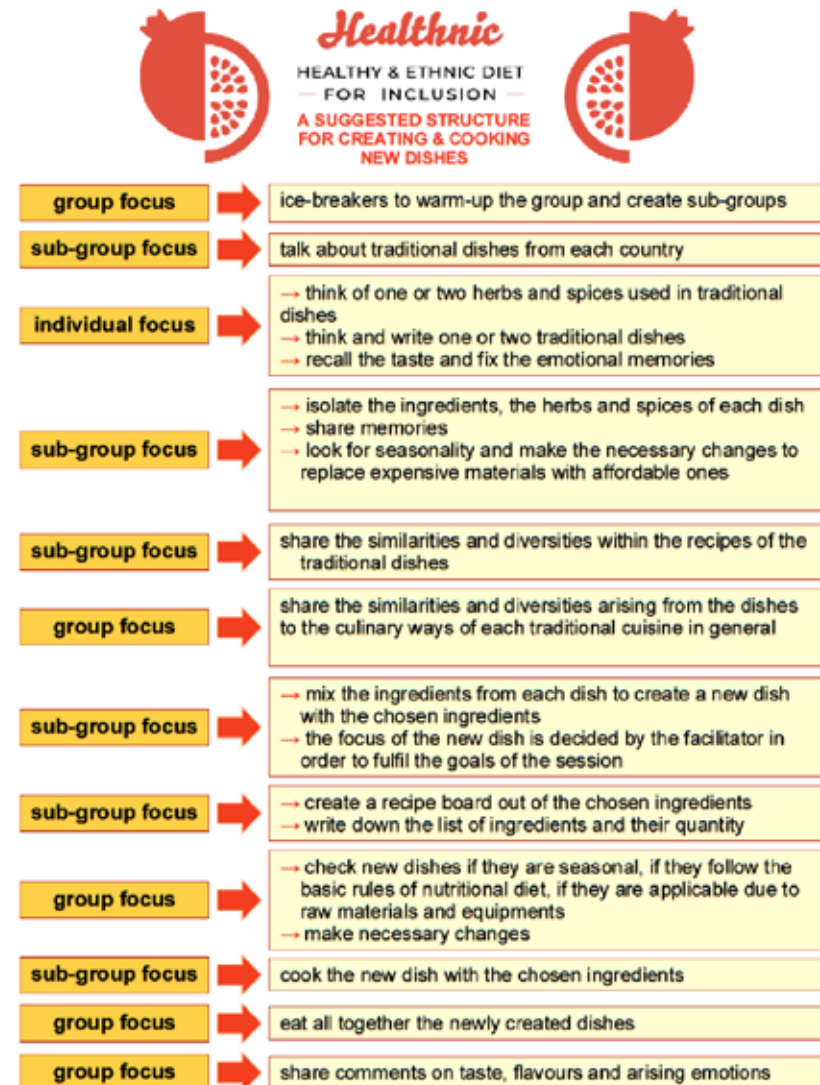 Healthnic
HEALTHY & ETHNIC DIET
FOR INCLUSION
A SUGGESTED STRUCTURE
FOR CREATING & COOKING
NEW DISHES
group focus
ice-breakers to warm-up the group and create sub-groups
sub-group focus
talk about traditional dishes from each country
individual focus
→ think of one or two herbs and spices used in traditional
dishes
→ think and write one or two traditional dishes
→ recall the taste and fix the emotional memories
sub-group focus
→ isolate the ingredients, the herbs and spices of each dish
→ share memories
→ look for seasonality and make the necessary changes to
replace expensive materials with affordable ones
sub-group focus
share the similarities and diversities within the recipes of the
traditional dishes
group focus
share the similarities and diversities arising from the dishes
to the culinary ways of each traditional cuisine in general
sub-group focus
→ mix the ingredients from each dish to create a new dish
with the chosen ingredients
→ the focus of the new dish is decided by the facilitator in
order to fulfil the goals of the session
sub-group focus
→ create a recipe board out of the chosen ingredients
→ write down the list of ingredients and their quantity
group focus
→ check new dishes if they are seasonal, if they follow the
basic rules of nutritional diet, if they are applicable due to
raw materials and equipments
→ make necessary changes
sub-group focus
cook the new dish with the chosen ingredients
group focus
eat all together the newly created dishes
group focus
share comments on taste, flavours and arising emotions